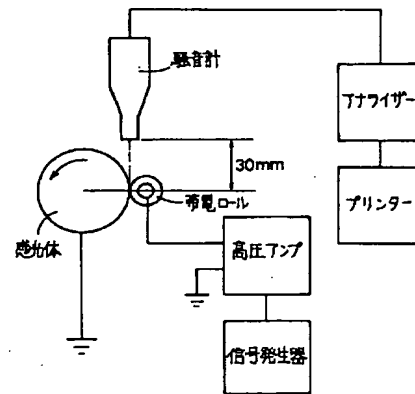 騒音計
アナライザー
30mm
帯電ロール
プリンター
感光体
高圧アンプ
信号発生器